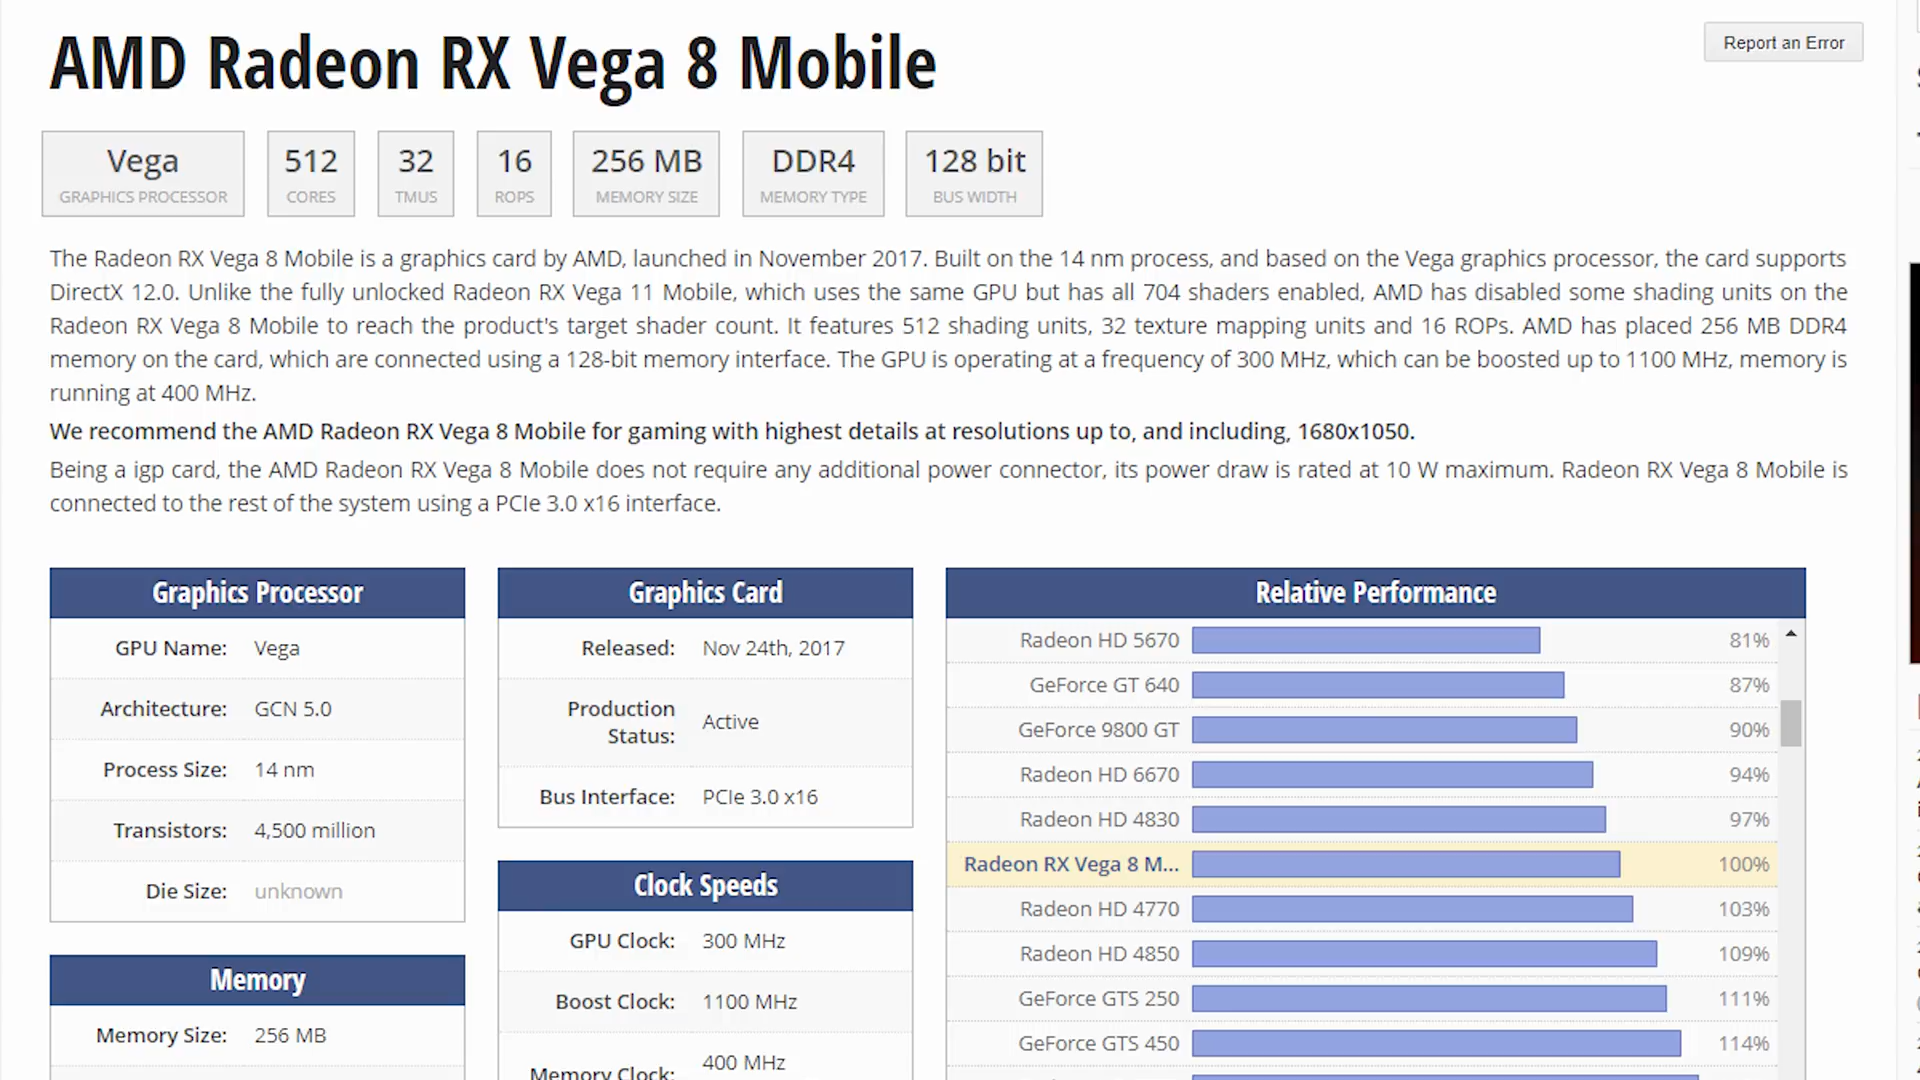 AMD Radeon RX Vega 8 Mobile
Report an Error
Vega
GRAPHICS PROCESSOR
512
CORES
32
TMUS
16
ROPS
256 MB
MEMORY SIZE
DDR4
MEMORY TYPE
128 bit
BUS WIDTH
The Radeon RX Vega 8 Mobile is a graphics card by AMD, launched in November 2017. Built on the 14 nm process, and based on the Vega graphics processor, the card supports
DirectX 12.0. Unlike the fully unlocked Radeon RX Vega 11 Mobile, which uses the same GPU but has all 704 shaders enabled, AMD has disabled some shading units on the
Radeon RX Vega 8 Mobile to reach the product's target shader count. It features 512 shading units, 32 texture mapping units and 16 ROPs. AMD has placed 256 MB DDR4
memory on the card, which are connected using a 128-bit memory interface. The GPU is operating at a frequency of 300 MHz, which can be boosted up to 1100 MHz, memory is
running at 400 MHz.
We recommend the AMD Radeon RX Vega 8 Mobile for gaming with highest details at resolutions up to, and including, 1680x1050.
Being a igp card, the AMD Radeon RX Vega 8 Mobile does not require any additional power connector, its power draw is rated at 10 W maximum. Radeon RX Vega 8 Mobile is
connected to the rest of the system using a PCIe 3.0 x16 interface.
Graphics Processor
GPU Name: Vega
Architecture: GCN 5.0
Process Size: 14 nm
Transistors: 4,500 million
Die Size: unknown
Memory
Memory Size: 256 MB
Graphics Card
Released: Nov 24th, 2017
Production
Status: Active
Bus Interface: PCIe 3.0 x16
Clock Speeds
GPU Clock: 300 MHz
Boost Clock: 1100 MHz
Memory Clock: 400 MHz
Relative Performance
Radeon HD 5670 81%
GeForce GT 640 87%
GeForce 9800 GT 90%
Radeon HD 6670 94%
Radeon HD 4830 97%
Radeon RX Vega 8 M... 100%
Radeon HD 4770 103%
Radeon HD 4850 109%
GeForce GTS 250 111%
GeForce GTS 450 114%